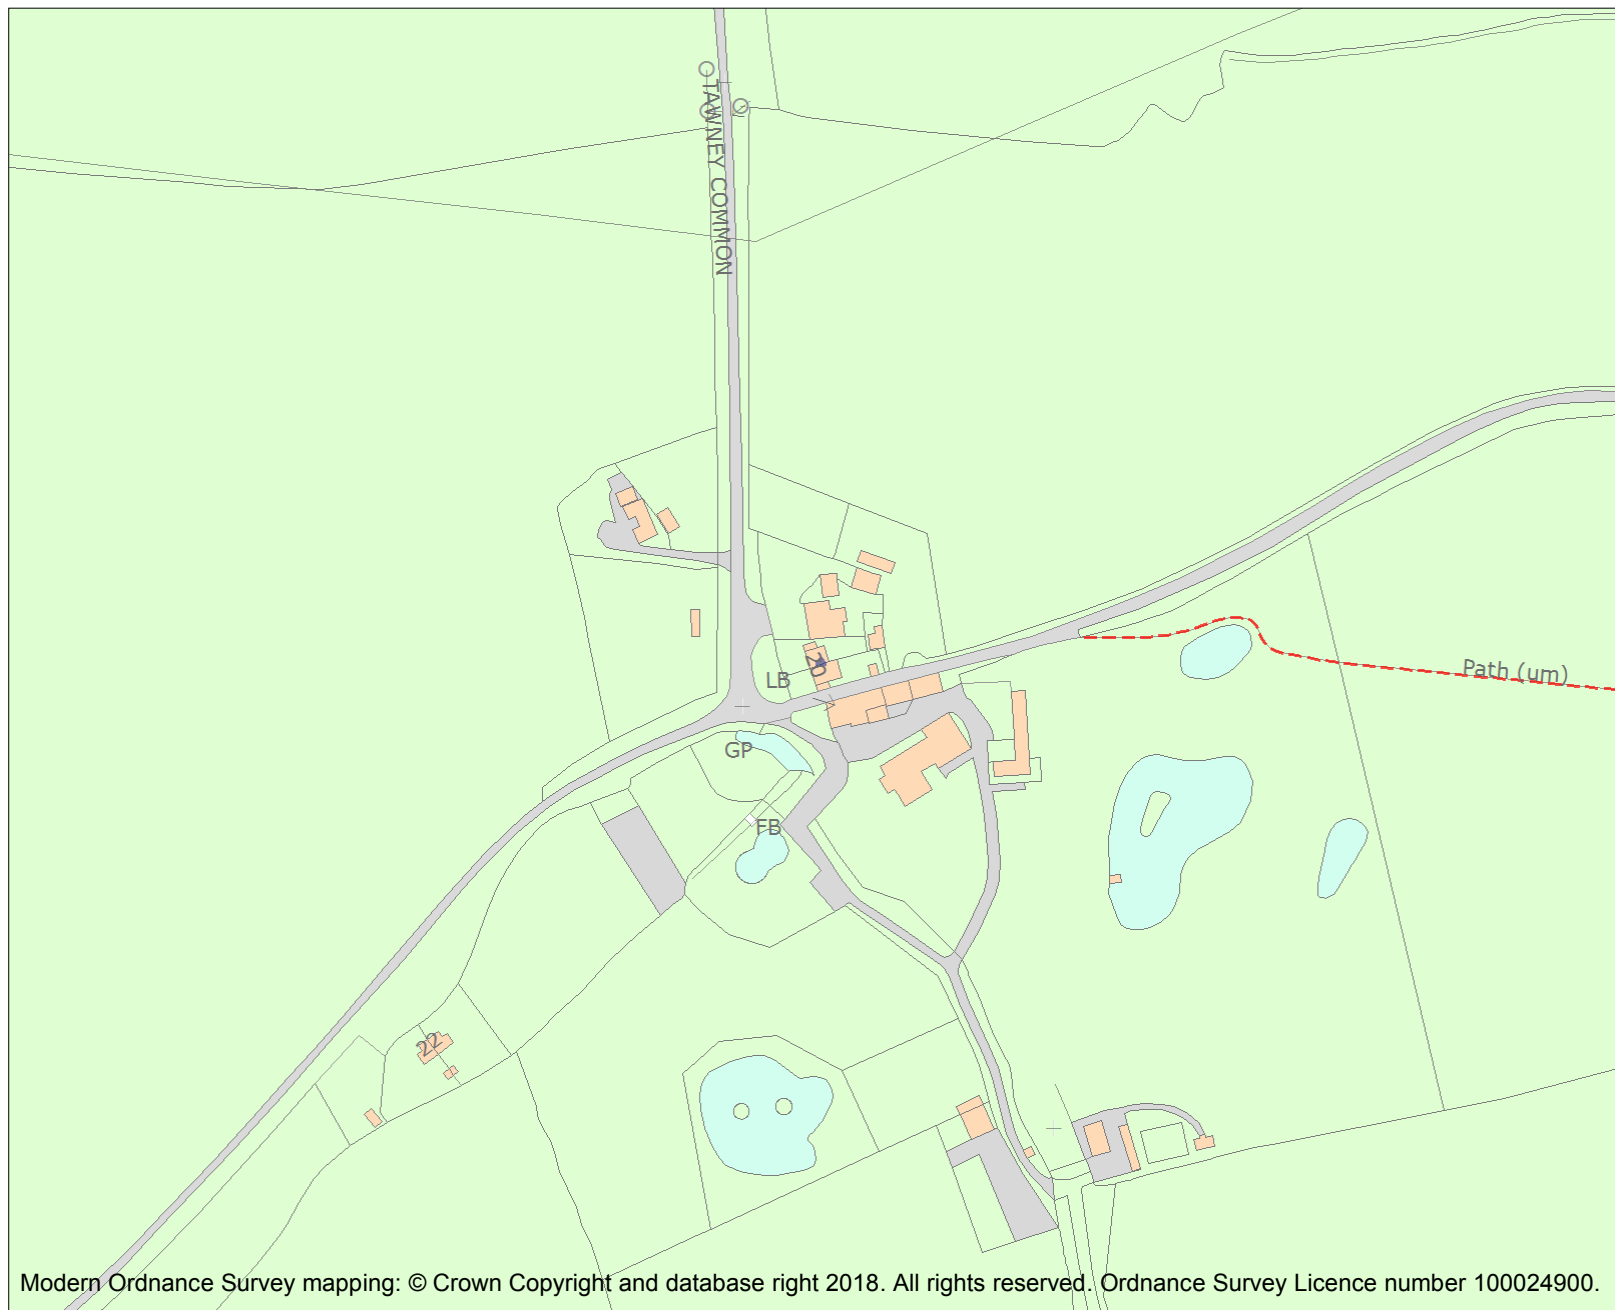 TAWNEY COMMON
20
LB
Path (um)
GP
FB
22
Modern Ordnance Survey mapping: © Crown Copyright and database right 2018. All rights reserved. Ordnance Survey Licence number 100024900.